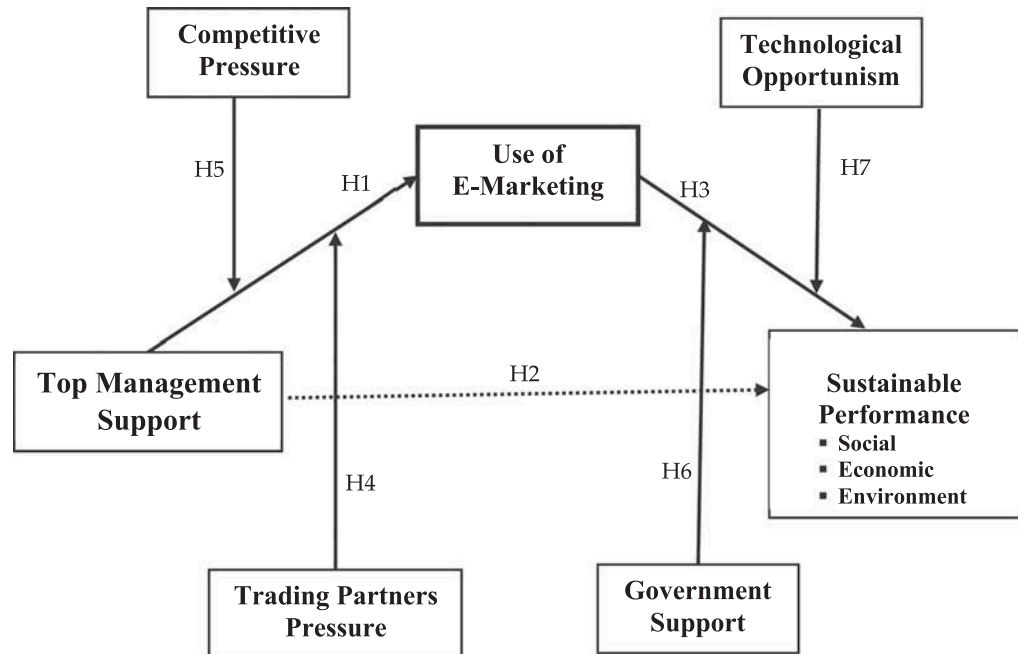 Competitive
Pressure
Technological
Opportunism
Use of
E-Marketing
H5
H1
H3
H7
Top Management
Support
H2
Sustainable
Performance
▪ Social
▪ Economic
▪ Environment
H4
H6
Trading Partners
Pressure
Government
Support